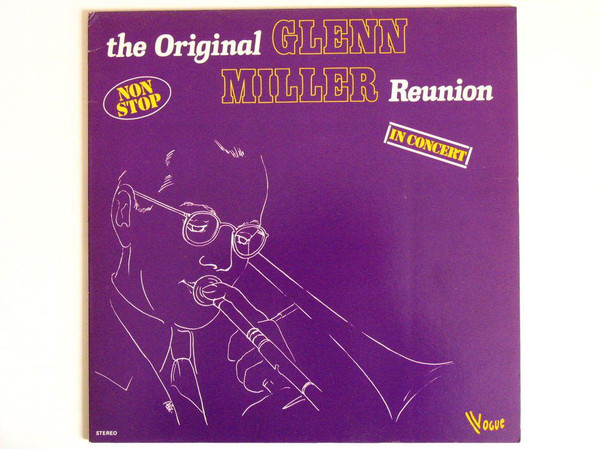 the Original GLENN
MILLER Reunion
NON
STOP
IN CONCERT
STEREO
VOGUE